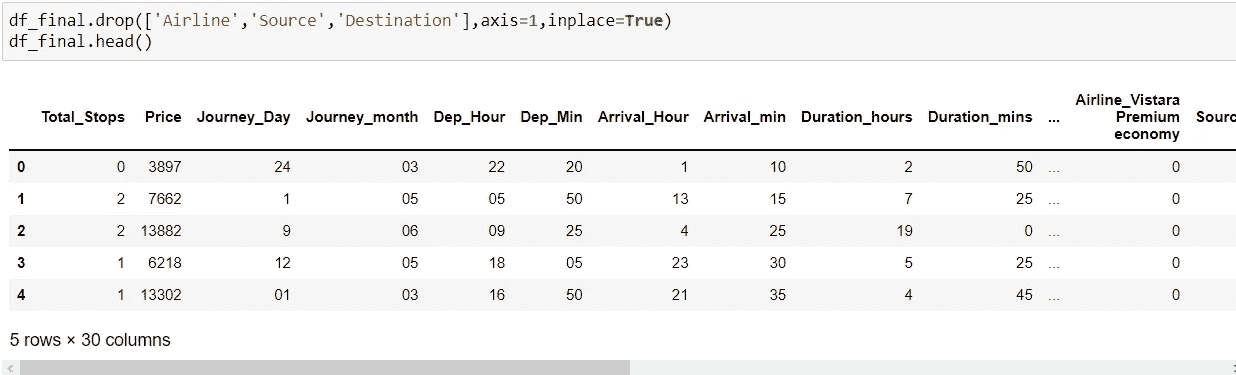 df_final.drop(['Airline','Source','Destination'],axis=1,inplace=True)
df_final.head()
Total_Stops Price Journey_Day Journey_month Dep_Hour Dep_Min Arrival_Hour Arrival_min Duration_hours Duration_mins ... Airline_Vistara Premium economy Sourc
0 0 3897 24 03 22 20 1 10 2 50 ... 0
1 2 7662 1 05 05 50 13 15 7 25 ... 0
2 2 13882 9 06 09 25 4 25 19 0 ... 0
3 1 6218 12 05 18 05 23 30 5 25 ... 0
4 1 13302 01 03 16 50 21 35 4 45 ... 0
5 rows × 30 columns